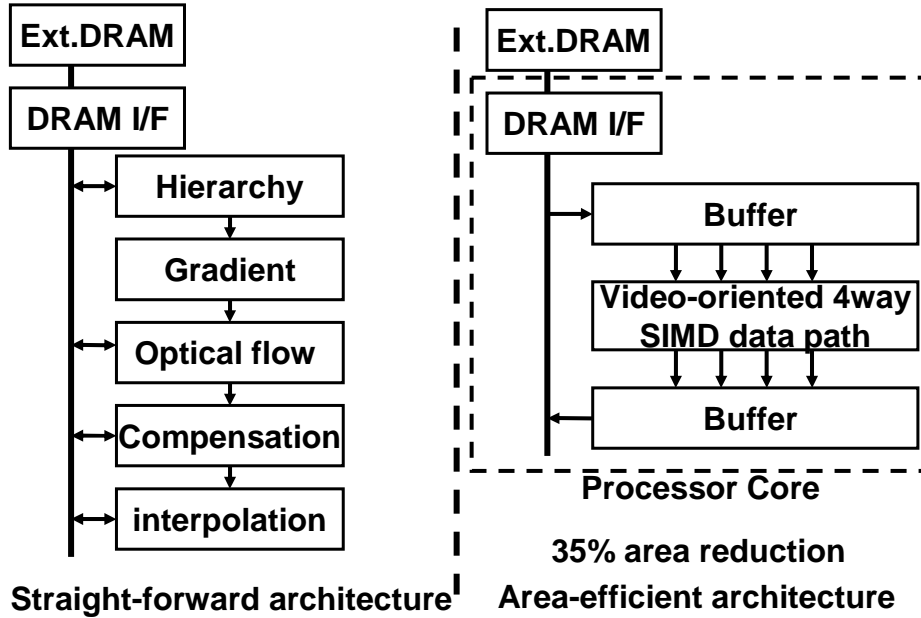 Ext.DRAM
DRAM I/F
Hierarchy
Gradient
Optical flow
Compensation
interpolation
Straight-forward architecture
Ext.DRAM
DRAM I/F
Buffer
Video-oriented 4way
SIMD data path
Buffer
Processor Core
35% area reduction
Area-efficient architecture